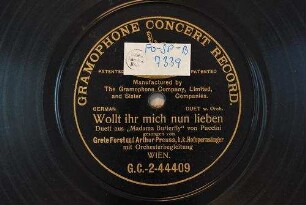 GRAMOPHONE CONCERT RECORD.
FO-SP-B
7339
PATENTED PATENTED
Manufactured by
The Gramophone Company, Limited,
and Sister Companies.
GERMAN: DUET w. Orch.
Wollt ihr mich nun lieben
Duett aus „Madama Butterfly" von Puccini
gesungen von
Grete Forst und Arthur Preuss, k.k. Hofopernsänger
mit Orchesterbegleitung
WIEN.
G.C.-2-44409